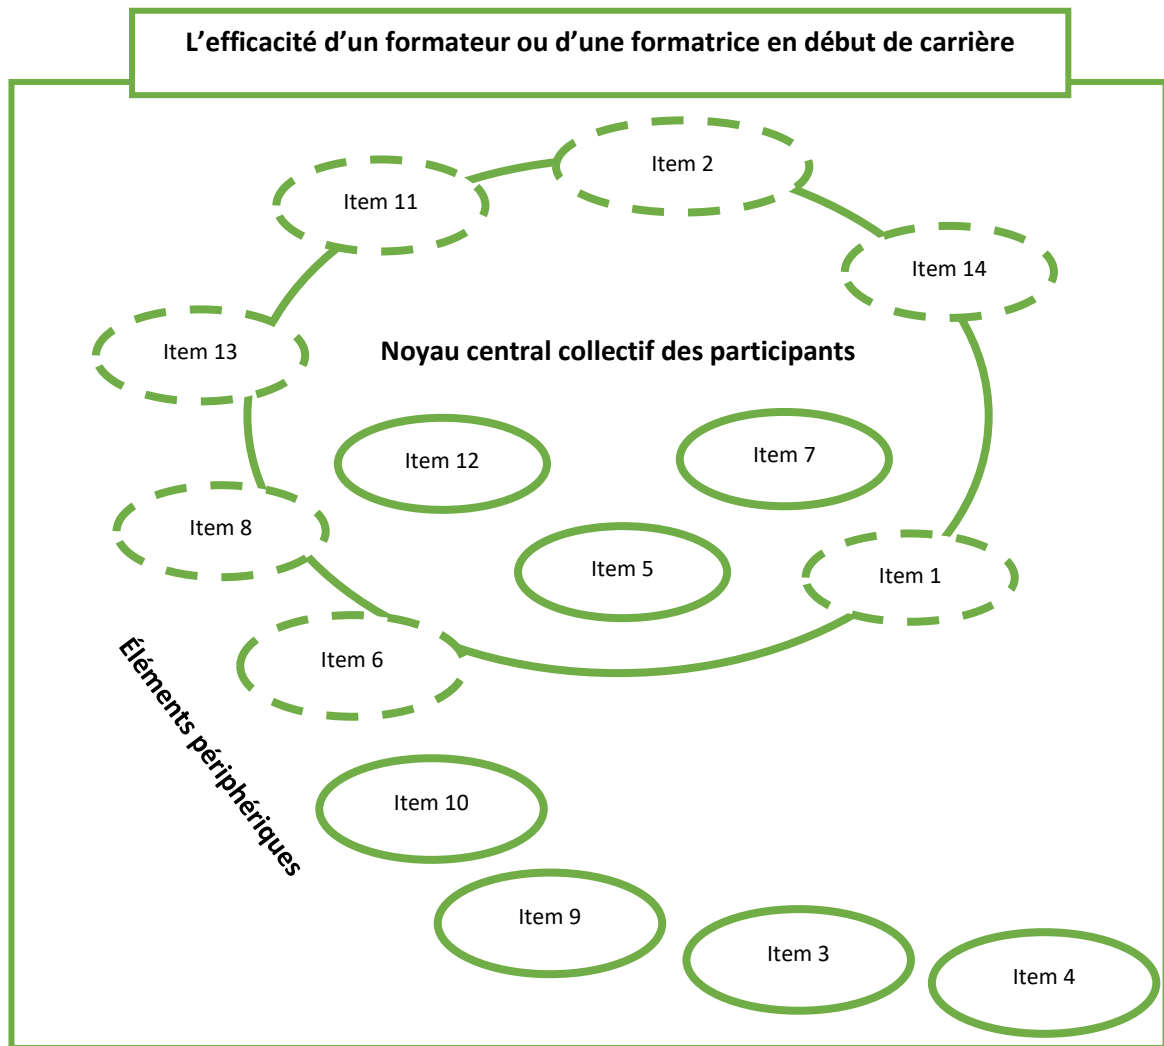 L’efficacité d’un formateur ou d’une formatrice en début de carrière
Item 2
Item 11
Item 14
Item 13
Noyau central collectif des participants
Item 12
Item 7
Item 8
Item 5
Item 1
Item 6
Éléments périphériques
Item 10
Item 9
Item 3
Item 4